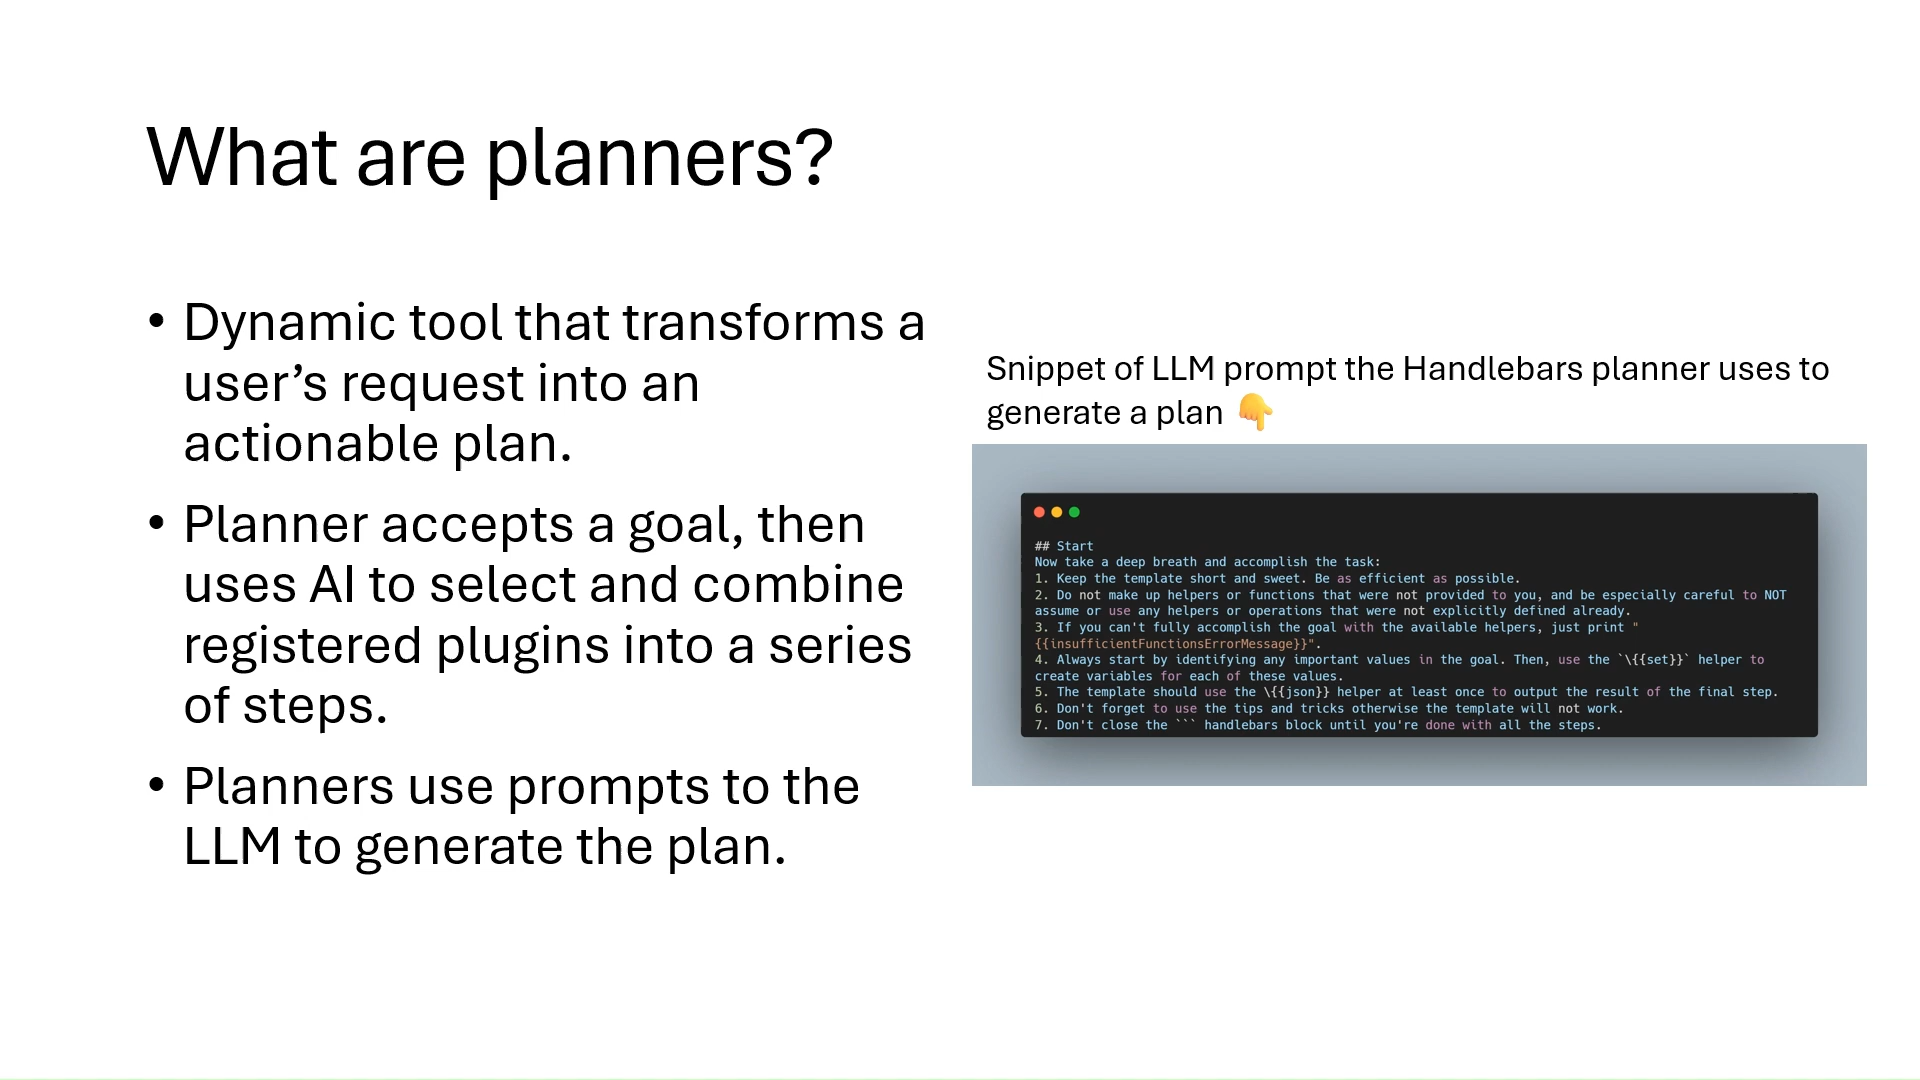 What are planners?
• Dynamic tool that transforms a
user’s request into an
actionable plan.
• Planner accepts a goal, then
uses AI to select and combine
registered plugins into a series
of steps.
• Planners use prompts to the
LLM to generate the plan.
Snippet of LLM prompt the Handlebars planner uses to
generate a plan 👇
## Start
Now take a deep breath and accomplish the task:
1. Keep the template short and sweet. Be as efficient as possible.
2. Do not make up helpers or functions that were not provided to you, and be especially careful to NOT
assume or use any helpers or operations that were not explicitly defined already.
3. If you can't fully accomplish the goal with the available helpers, just print "
{{insufficientFunctionsErrorMessage}}".
4. Always start by identifying any important values in the goal. Then, use the `\{{set}}` helper to
create variables for each of these values.
5. The template should use the \{{json}} helper at least once to output the result of the final step.
6. Don't forget to use the tips and tricks otherwise the template will not work.
7. Don't close the ``` handlebars block until you're done with all the steps.